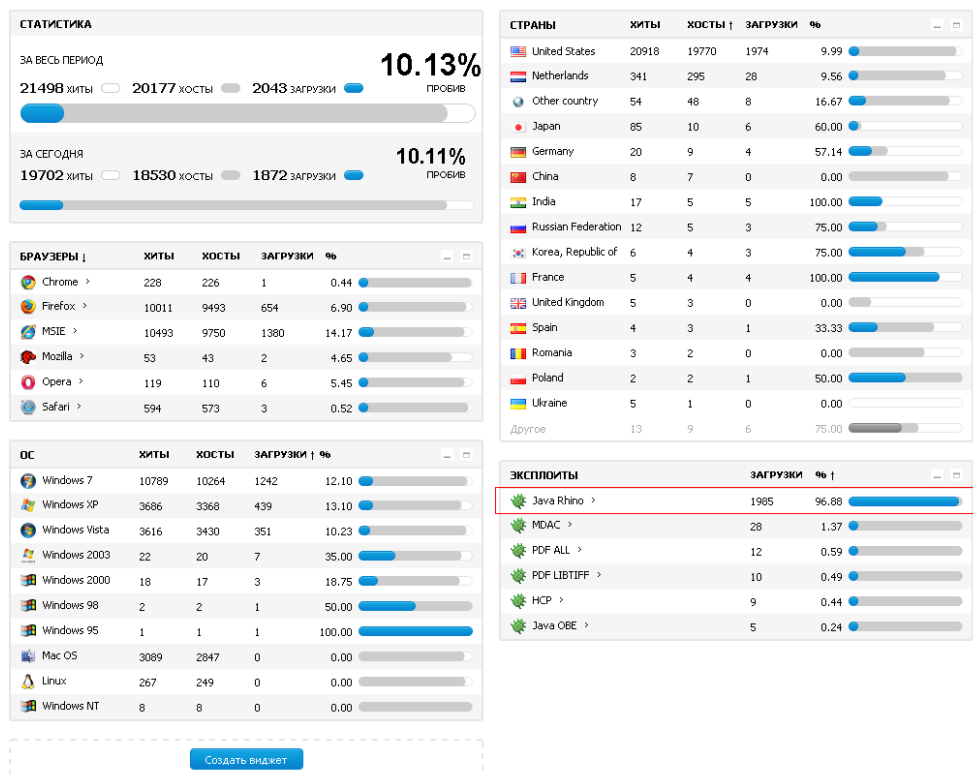 СТАТИСТИКА
ЗА ВЕСЬ ПЕРИОД
10.13%
ПРОБИВ
21498 ХИТЫ 20177 ХОСТЫ 2043 ЗАГРУЗКИ
ЗА СЕГОДНЯ
10.11%
ПРОБИВ
19702 ХИТЫ 18530 ХОСТЫ 1872 ЗАГРУЗКИ
БРАУЗЕРЫ ↓ ХИТЫ ХОСТЫ ЗАГРУЗКИ %
Chrome > 228 226 1 0.44
Firefox > 10011 9493 654 6.90
MSIE > 10493 9750 1380 14.17
Mozilla > 53 43 2 4.65
Opera > 119 110 6 5.45
Safari > 594 573 3 0.52
ОС ХИТЫ ХОСТЫ ЗАГРУЗКИ ↑ %
Windows 7 10789 10264 1242 12.10
Windows XP 3686 3368 439 13.10
Windows Vista 3616 3430 351 10.23
Windows 2003 22 20 7 35.00
Windows 2000 18 17 3 18.75
Windows 98 2 2 1 50.00
Windows 95 1 1 1 100.00
Mac OS 3089 2847 0 0.00
Linux 267 249 0 0.00
Windows NT 8 8 0 0.00
Создать виджет
СТРАНЫ ХИТЫ ХОСТЫ ↑ ЗАГРУЗКИ %
United States 20918 19770 1974 9.99
Netherlands 341 295 28 9.56
Other country 54 48 8 16.67
Japan 85 10 6 60.00
Germany 20 9 4 57.14
China 8 7 0 0.00
India 17 5 5 100.00
Russian Federation 12 5 3 75.00
Korea, Republic of 6 4 3 75.00
France 5 4 4 100.00
United Kingdom 5 3 0 0.00
Spain 4 3 1 33.33
Romania 3 2 0 0.00
Poland 2 2 1 50.00
Ukraine 5 1 0 0.00
Другое 13 9 6 75.00
ЭКСПЛОИТЫ ЗАГРУЗКИ % ↑
Java Rhino > 1985 96.88
MDAC > 28 1.37
PDF ALL > 12 0.59
PDF LIBTIFF > 10 0.49
HCP > 9 0.44
Java OBE > 5 0.24